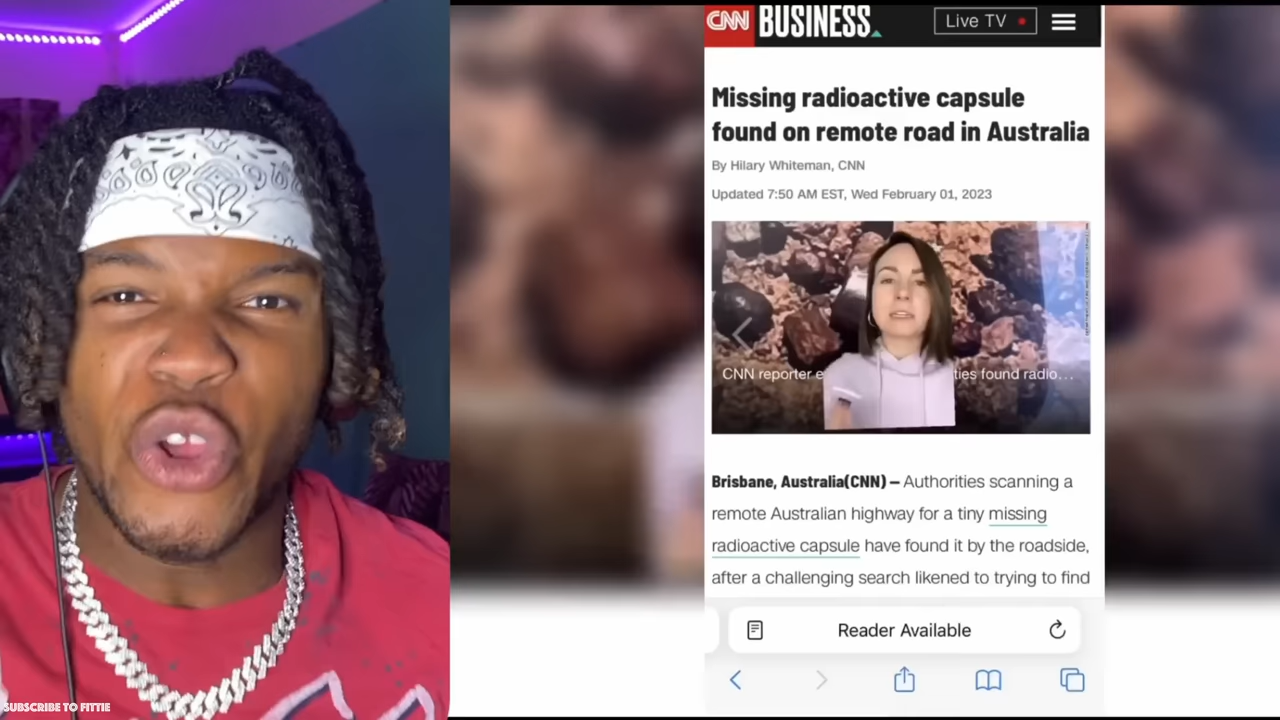 CNN BUSINESS
Live TV
Missing radioactive capsule
found on remote road in Australia
By Hilary Whiteman, CNN
Updated 7:50 AM EST, Wed February 01, 2023
CNN reporter e
ties found radio...
Brisbane, Australia(CNN) – Authorities scanning a
remote Australian highway for a tiny missing
radioactive capsule have found it by the roadside,
after a challenging search likened to trying to find
Reader Available
SUBSCRIBE TO FITTIE